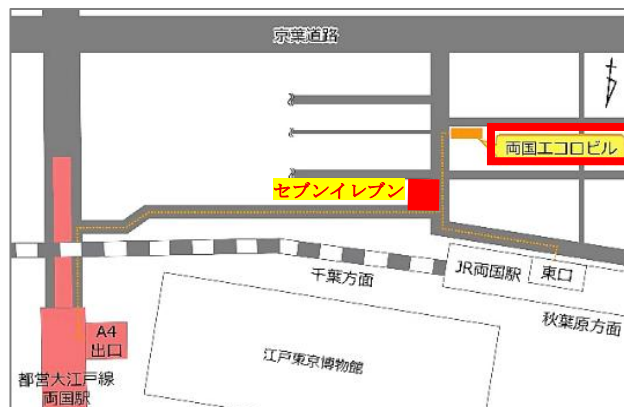 京葉道路
両国エコロビル
セブンイレブン
JR両国駅
東口
千葉方面
秋葉原方面
A4
出口
江戸東京博物館
都営大江戸線
両国駅